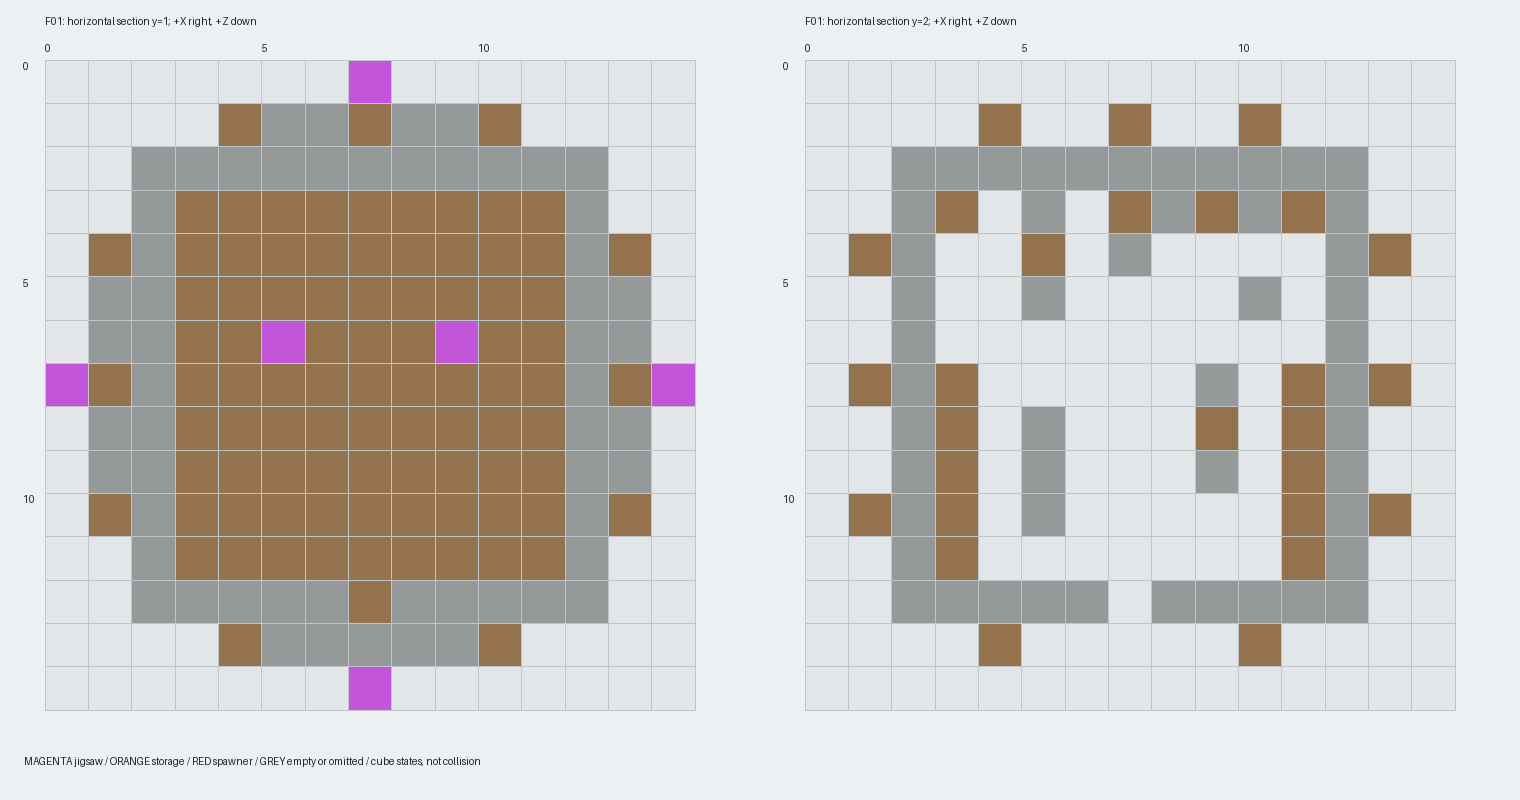 F01: horizontal section y=1; +X right, +Z down
F01: horizontal section y=2; +X right, +Z down
0 5 10
0 5 10
0
0
5
5
10
10
MAGENTA jigsaw / ORANGE storage / RED spawner / GREY empty or omitted / cube states, not collision